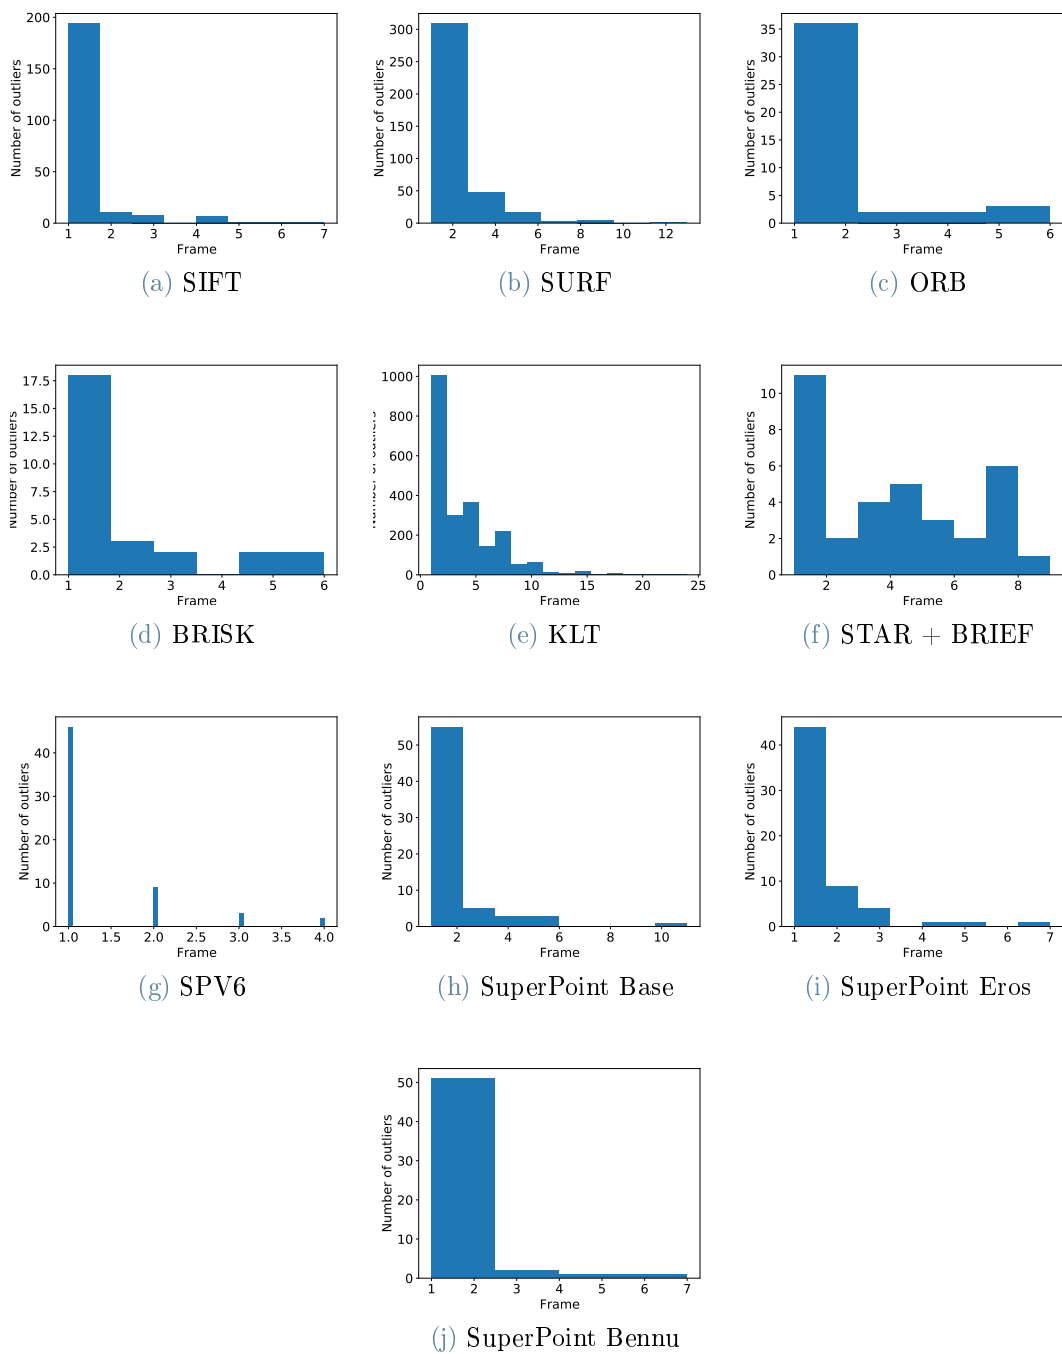 200
150
100
50
0
1 2 3 4 5 6 7
Number of outliers
Frame
(a) SIFT
300
250
200
150
100
50
0
2 4 6 8 10 12
Number of outliers
Frame
(b) SURF
35
30
25
20
15
10
5
0
1 2 3 4 5 6
Number of outliers
Frame
(c) ORB
17.5
15.0
12.5
10.0
7.5
5.0
2.5
0.0
1 2 3 4 5 6
Number of outliers
Frame
(d) BRISK
1000
800
600
400
200
0
0 5 10 15 20 25
Number of outliers
Frame
(e) KLT
10
8
6
4
2
0
2 4 6 8
Number of outliers
Frame
(f) STAR + BRIEF
40
30
20
10
0
1.0 1.5 2.0 2.5 3.0 3.5 4.0
Number of outliers
Frame
(g) SPV6
50
40
30
20
10
0
2 4 6 8 10
Number of outliers
Frame
(h) SuperPoint Base
40
30
20
10
0
1 2 3 4 5 6 7
Number of outliers
Frame
(i) SuperPoint Eros
50
40
30
20
10
0
1 2 3 4 5 6 7
Number of outliers
Frame
(j) SuperPoint Bennu